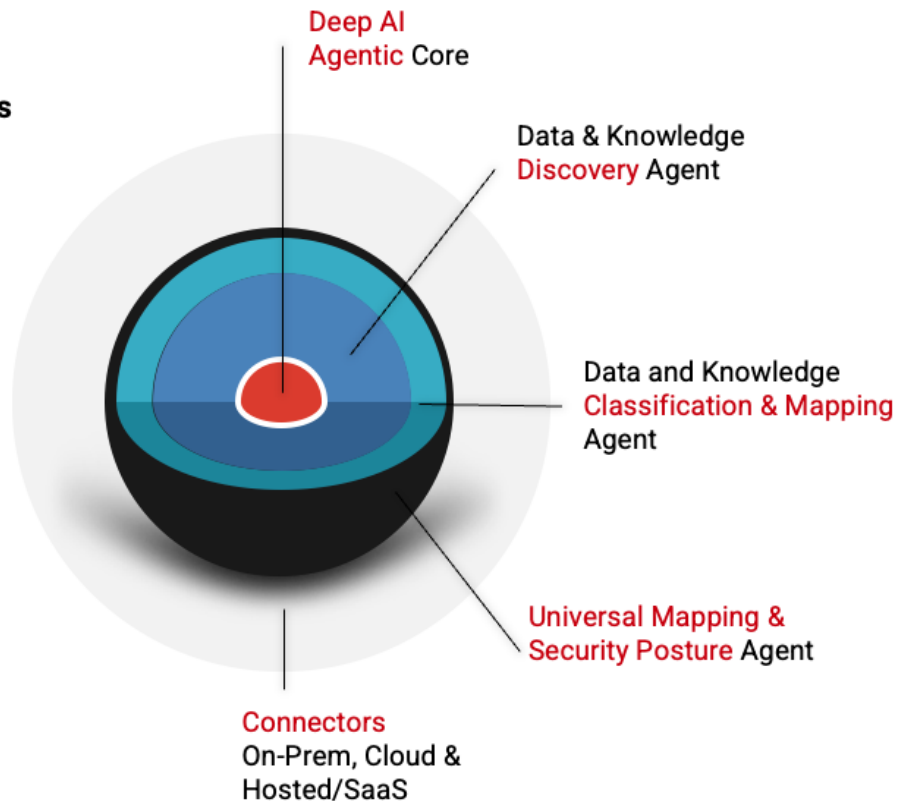 Deep AI
Agentic Core
s
Data & Knowledge
Discovery Agent
Data and Knowledge
Classification & Mapping
Agent
Universal Mapping &
Security Posture Agent
Connectors
On-Prem, Cloud &
Hosted/SaaS